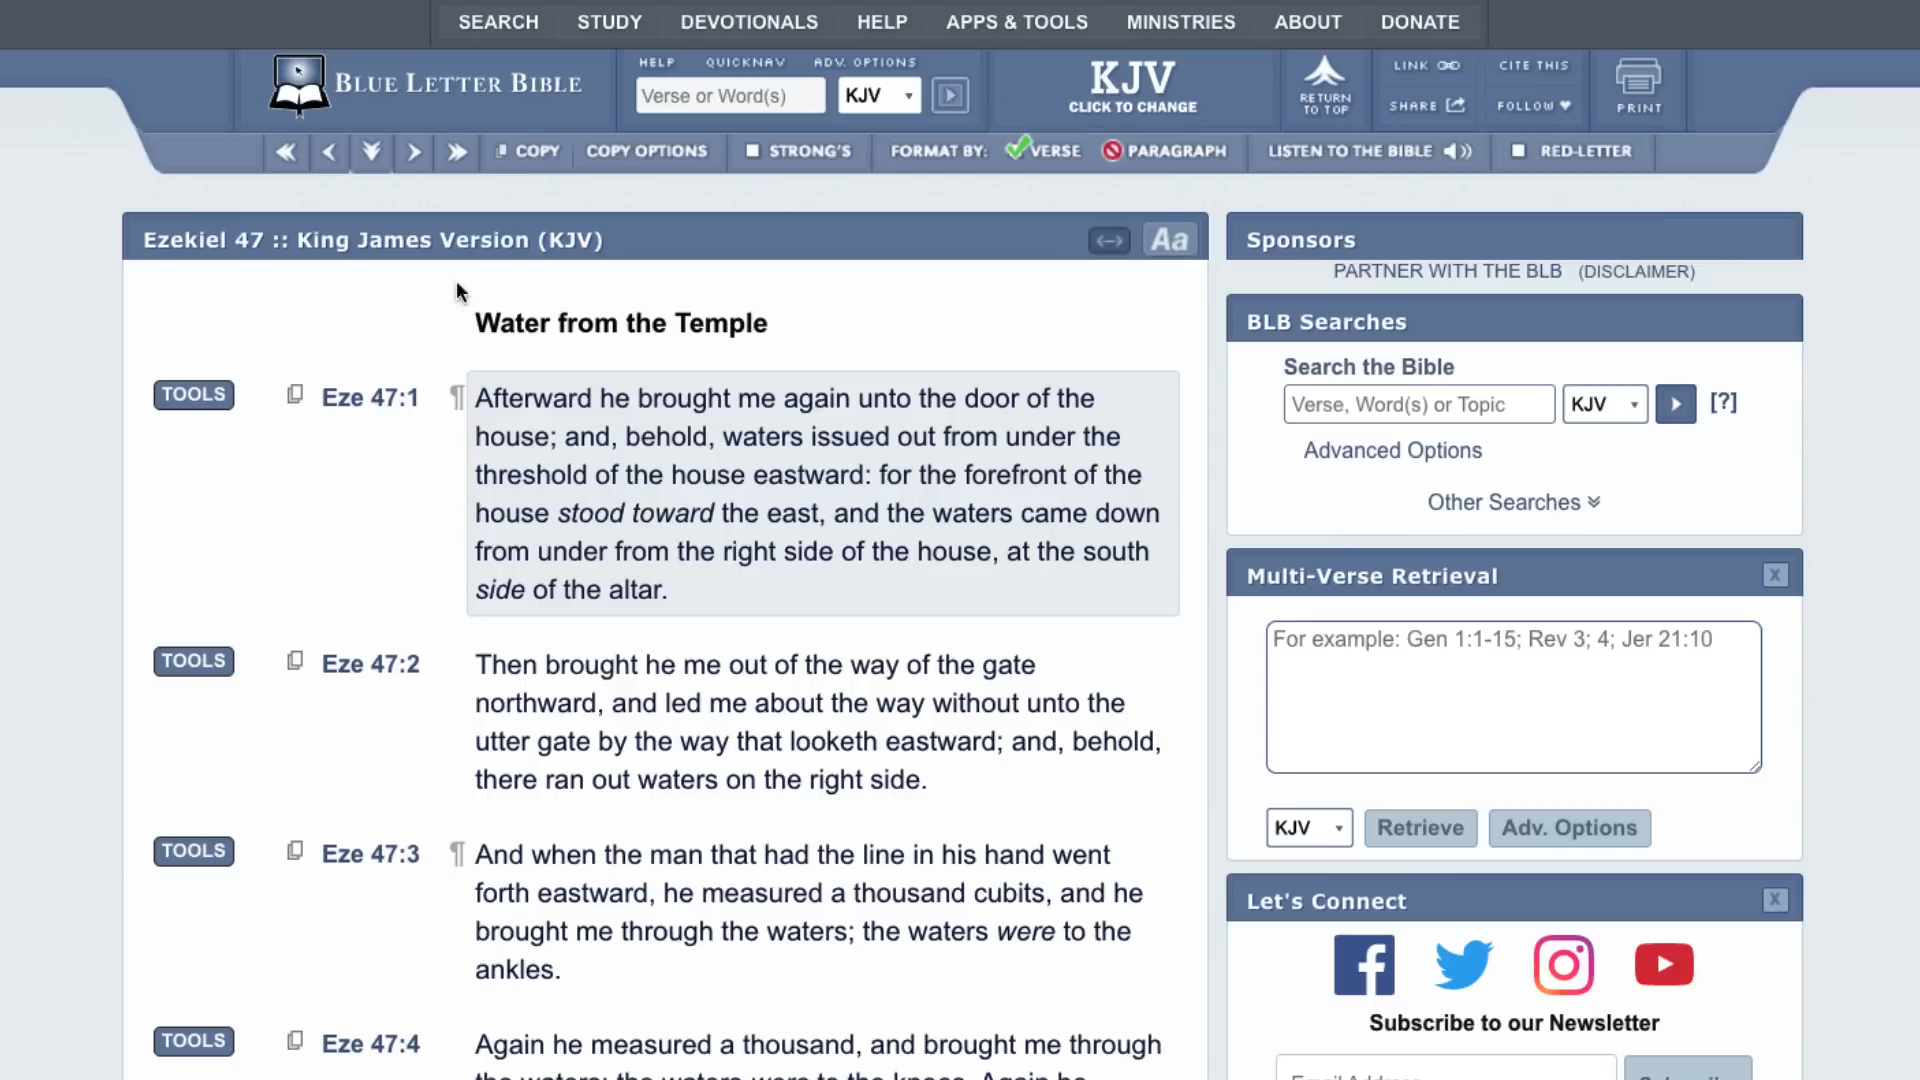 SEARCH STUDY DEVOTIONALS HELP APPS & TOOLS MINISTRIES ABOUT DONATE
BLUE LETTER BIBLE
HELP QUICKNAV ADV. OPTIONS
Verse or Word(s) KJV
KJV
CLICK TO CHANGE
RETURN
TO TOP
LINK
SHARE
CITE THIS
FOLLOW
PRINT
COPY COPY OPTIONS STRONG'S FORMAT BY: VERSE PARAGRAPH LISTEN TO THE BIBLE RED-LETTER
Ezekiel 47 :: King James Version (KJV)
Aa
Water from the Temple
TOOLS Eze 47:1 ¶ Afterward he brought me again unto the door of the
house; and, behold, waters issued out from under the
threshold of the house eastward: for the forefront of the
house stood toward the east, and the waters came down
from under from the right side of the house, at the south
side of the altar.
TOOLS Eze 47:2 Then brought he me out of the way of the gate
northward, and led me about the way without unto the
utter gate by the way that looketh eastward; and, behold,
there ran out waters on the right side.
TOOLS Eze 47:3 ¶ And when the man that had the line in his hand went
forth eastward, he measured a thousand cubits, and he
brought me through the waters; the waters were to the
ankles.
TOOLS Eze 47:4 Again he measured a thousand, and brought me through
the waters; the waters were to the knees. Again he
Sponsors
PARTNER WITH THE BLB (DISCLAIMER)
BLB Searches
Search the Bible
Verse, Word(s) or Topic KJV [?]
Advanced Options
Other Searches
Multi-Verse Retrieval X
For example: Gen 1:1-15; Rev 3; 4; Jer 21:10
KJV Retrieve Adv. Options
Let's Connect X
Subscribe to our Newsletter
Email Address